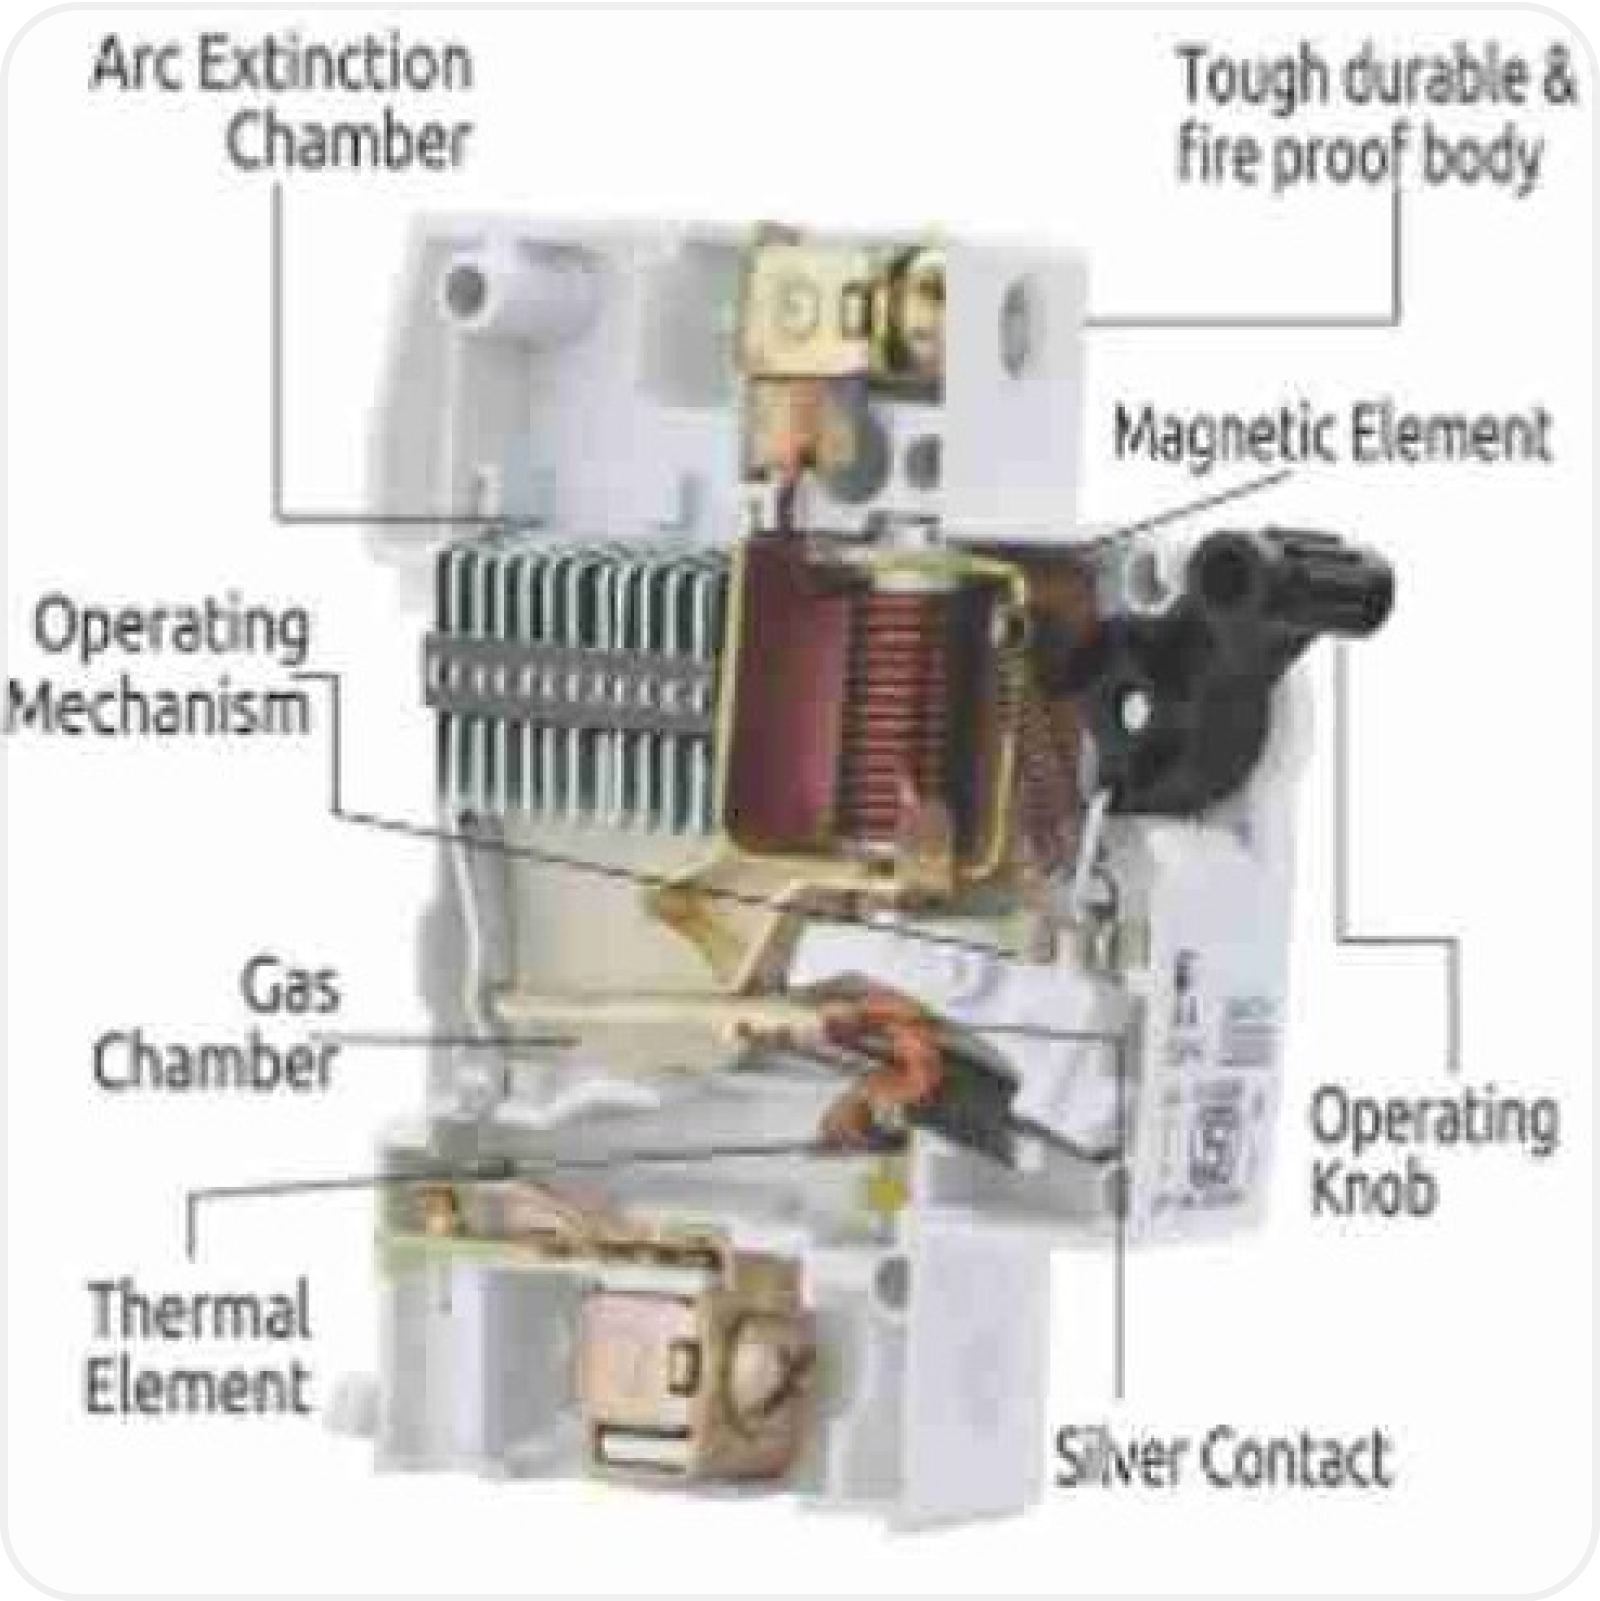 Arc Extinction
Chamber
Tough durable &
fire proof body
Magnetic Element
Operating
Mechanism
Gas
Chamber
Operating
Knob
Thermal
Element
Silver Contact